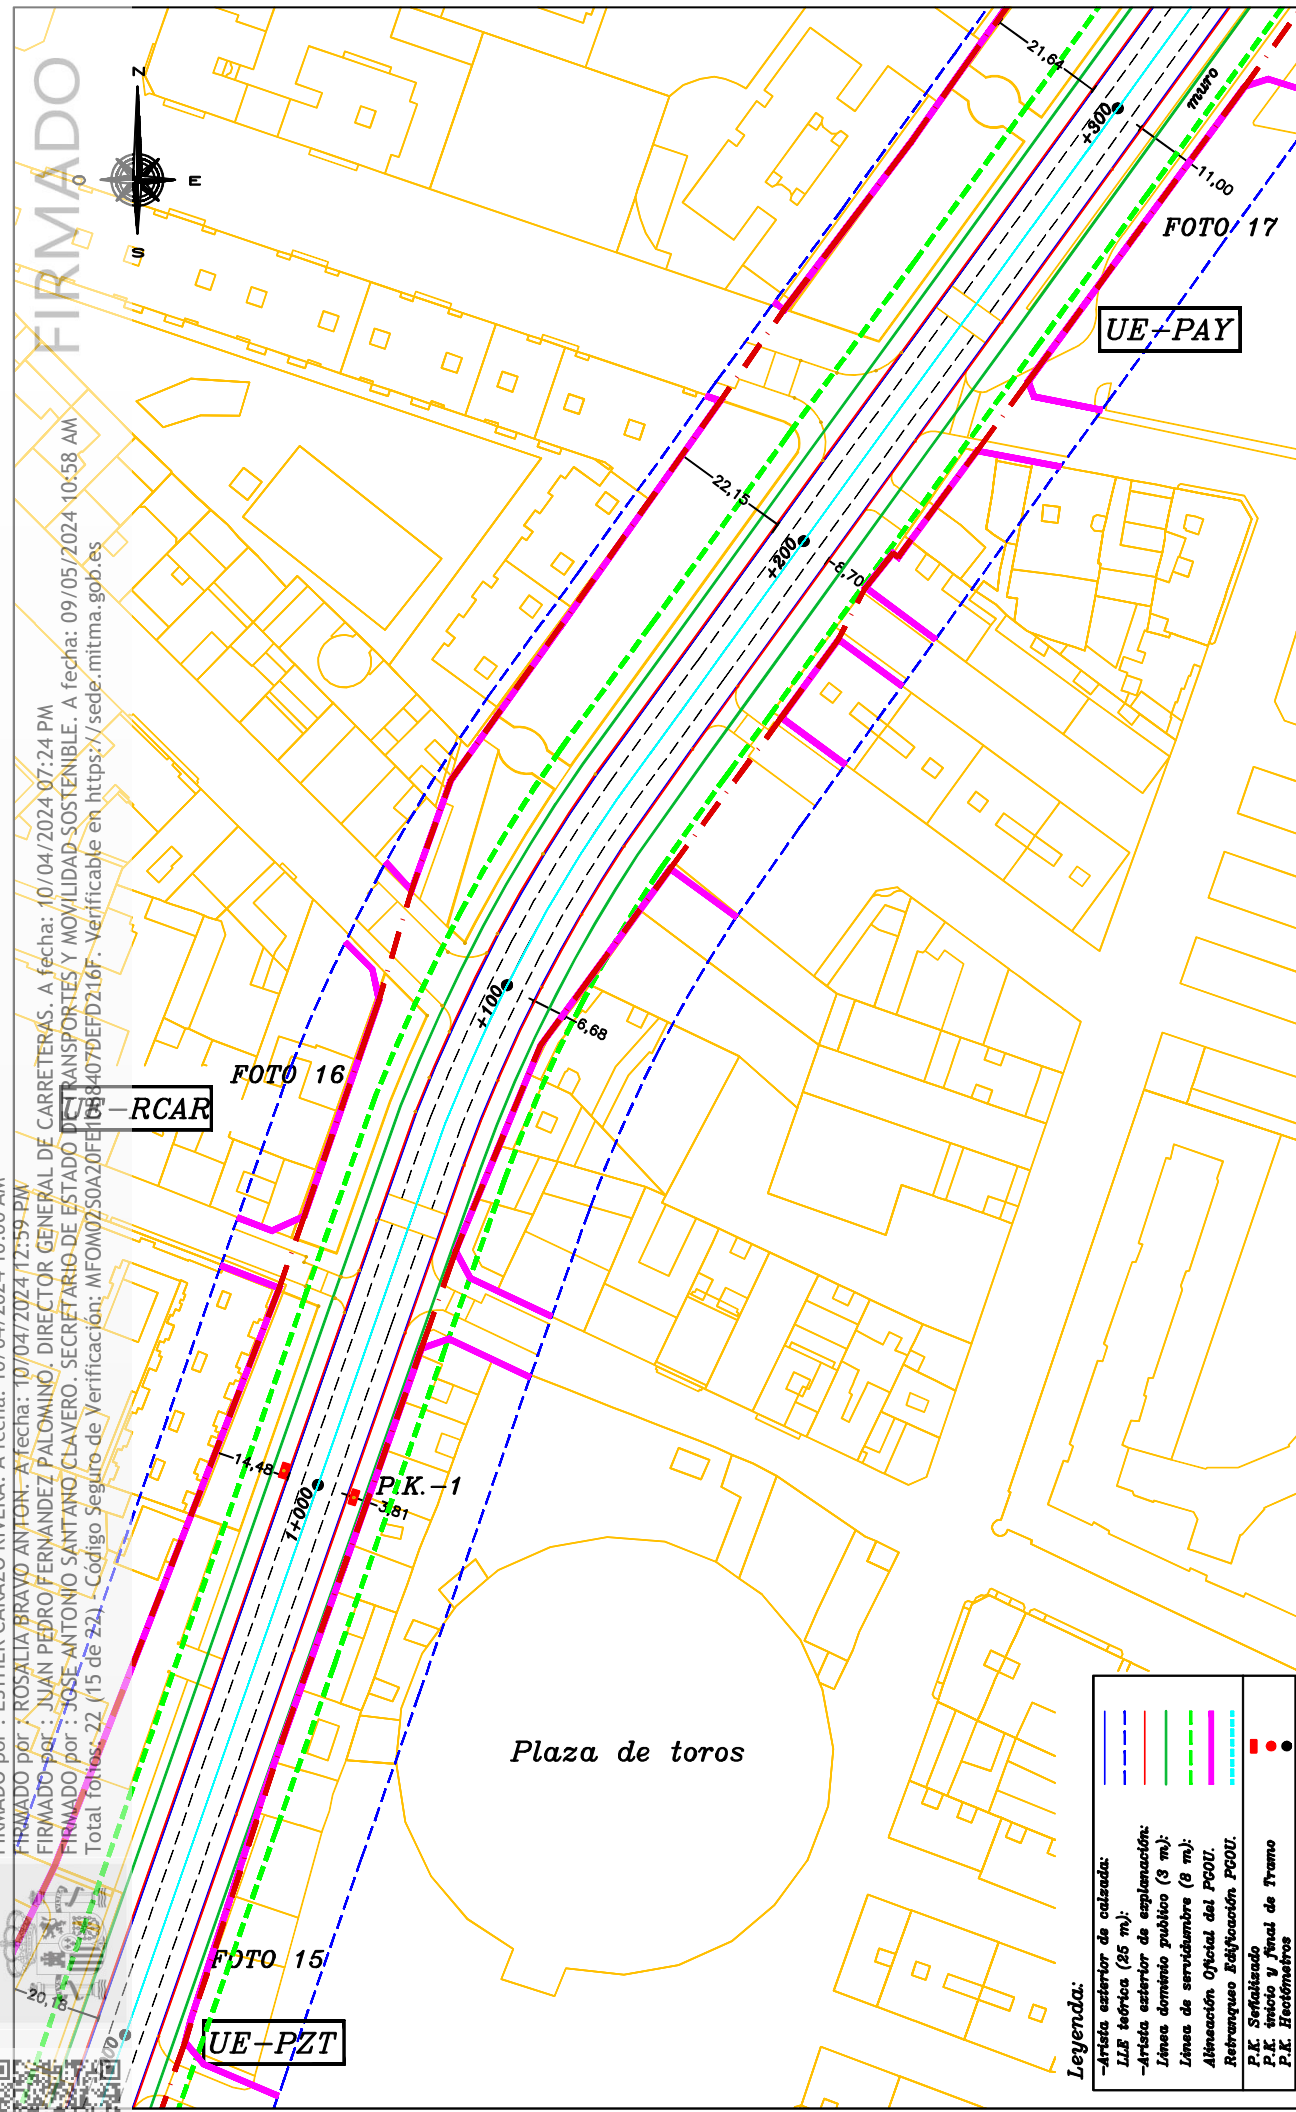 FIRMADO
N
O
E
S
21,64
+300
muro
11,00
FOTO 17
UE-PAY
22,15
+200
8,70
+100
6,68
FOTO 16
UE-RCAR
14,48
1+000
P.K.-1
3,81
Plaza de toros
FOTO 15
20,18
UE-PZT
FIRMADO por : ROSALIA BRAVO ANTON. A fecha: 10/04/2024 12:59 PM
FIRMADO por : JUAN PEDRO FERNANDEZ PALOMINO. DIRECTOR GENERAL DE CARRETERAS. A fecha: 10/04/2024 07:24 PM
FIRMADO por : JOSE ANTONIO SANTANO CLAVERO. SECRETARIO DE ESTADO DE TRANSPORTES Y MOVILIDAD SOSTENIBLE. A fecha: 09/05/2024 10:58 AM
Total folios: 22 (15 de 22) - Código Seguro de Verificación: Verificable en https://sede.mitma.gob.es
Leyenda:
-Arista exterior de calzada:
LLE teórica (25 m):
-Arista exterior de explanación:
Línea dominio publico (3 m):
Línea de servidumbre (8 m):
Alineación Oficial del PGOU.
Retranqueo Edificación PGOU.
P.K. Señalizado
P.K. inicio y final de Tramo
P.K. Hectómetros